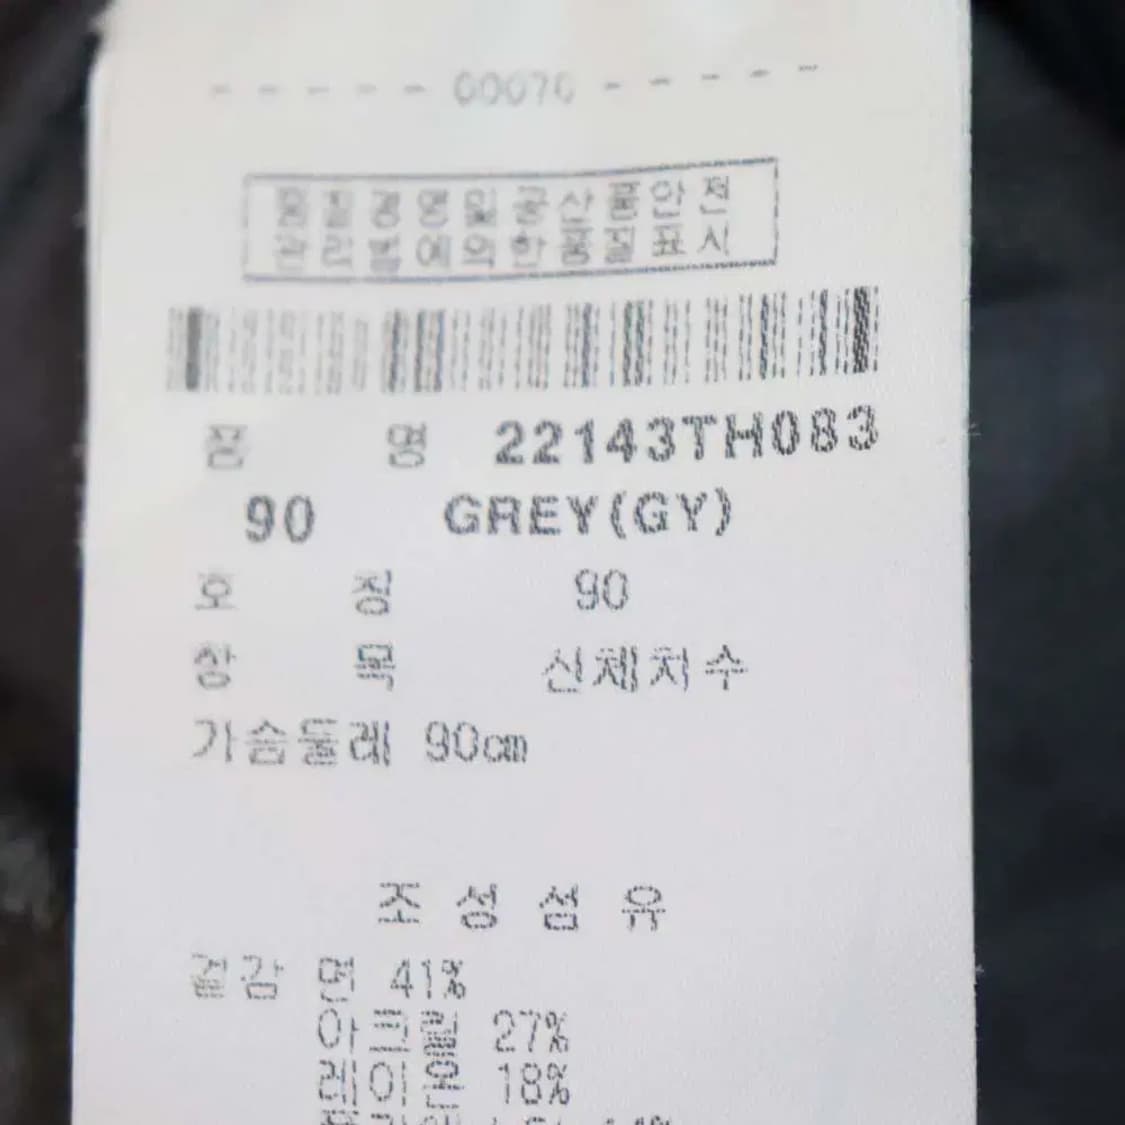 - - - - - 00070 - - - - -
품질경영및공산품안전
관리법에의한품질표시
품 명 22143TH083
90 GREY(GY)
호 칭 90
항 목 신체치수
가슴둘레 90㎝
조 성 섬 유
겉감 면 41%
아크릴 27%
레이온 18%